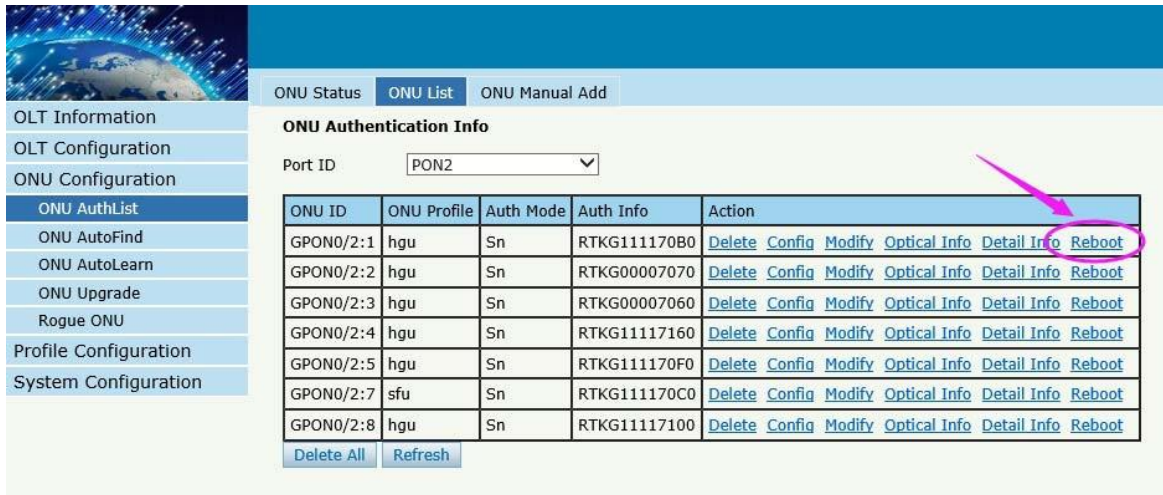 ONU Status ONU List ONU Manual Add
OLT Information
OLT Configuration
ONU Configuration
ONU AuthList
ONU AutoFind
ONU AutoLearn
ONU Upgrade
Rogue ONU
Profile Configuration
System Configuration
ONU Authentication Info
Port ID PON2
ONU ID ONU Profile Auth Mode Auth Info Action
GPON0/2:1 hgu Sn RTKG111170B0 Delete Config Modify Optical Info Detail Info Reboot
GPON0/2:2 hgu Sn RTKG00007070 Delete Config Modify Optical Info Detail Info Reboot
GPON0/2:3 hgu Sn RTKG00007060 Delete Config Modify Optical Info Detail Info Reboot
GPON0/2:4 hgu Sn RTKG11117160 Delete Config Modify Optical Info Detail Info Reboot
GPON0/2:5 hgu Sn RTKG111170F0 Delete Config Modify Optical Info Detail Info Reboot
GPON0/2:7 sfu Sn RTKG111170C0 Delete Config Modify Optical Info Detail Info Reboot
GPON0/2:8 hgu Sn RTKG11117100 Delete Config Modify Optical Info Detail Info Reboot
Delete All Refresh